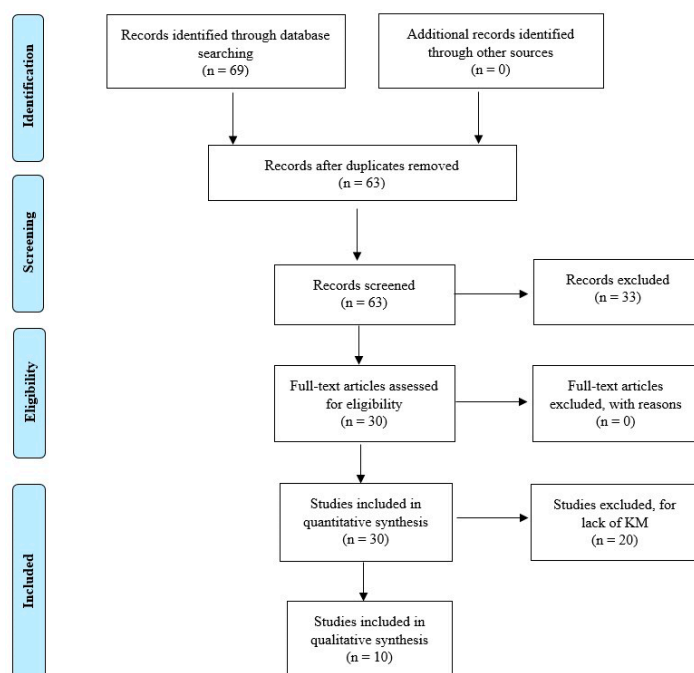 Identification
Records identified through database
searching
(n = 69)
Additional records identified
through other sources
(n = 0)
Records after duplicates removed
(n = 63)
Screening
Records screened
(n = 63)
Records excluded
(n = 33)
Eligibility
Full-text articles assessed
for eligibility
(n = 30)
Full-text articles
excluded, with reasons
(n = 0)
Included
Studies included in
quantitative synthesis
(n = 30)
Studies excluded, for
lack of KM
(n = 20)
Studies included in
qualitative synthesis
(n = 10)